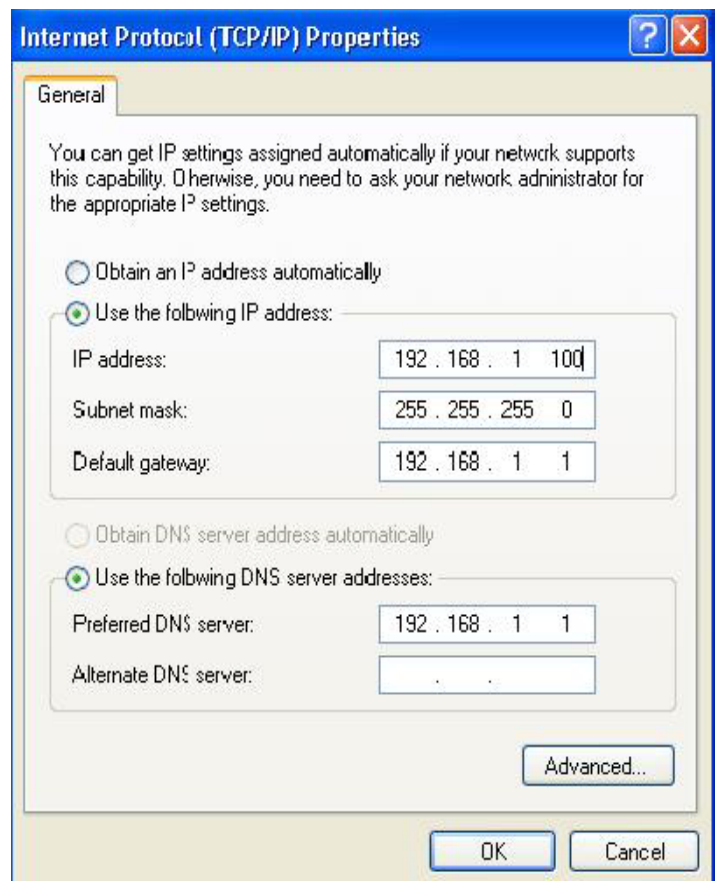 Internet Protocol (TCP/IP) Properties
General
You can get IP settings assigned automatically if your network supports
this capability. Otherwise, you need to ask your network administrator for
the appropriate IP settings.
Obtain an IP address automatically
Use the following IP address:
IP address: 192 . 168 . 1 100
Subnet mask: 255 . 255 . 255 0
Default gateway: 192 . 168 . 1 1
Obtain DNS server address automatically
Use the following DNS server addresses:
Preferred DNS server: 192 . 168 . 1 1
Alternate DNS server: . .
Advanced...
OK Cancel